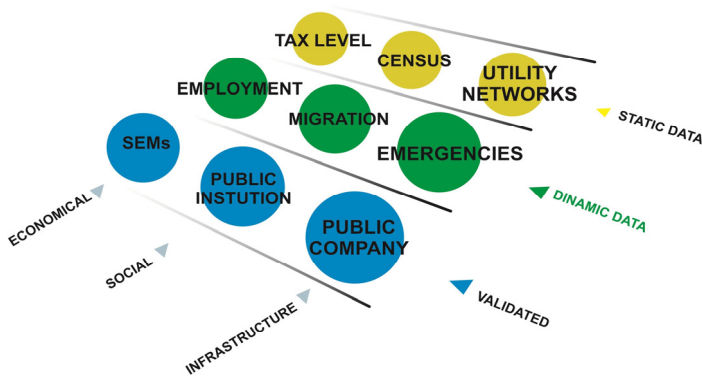 TAX LEVEL
CENSUS
UTILITY
NETWORKS
STATIC DATA
EMPLOYMENT
MIGRATION
EMERGENCIES
DINAMIC DATA
SEMs
PUBLIC
INSTUTION
PUBLIC
COMPANY
VALIDATED
ECONOMICAL
SOCIAL
INFRASTRUCTURE